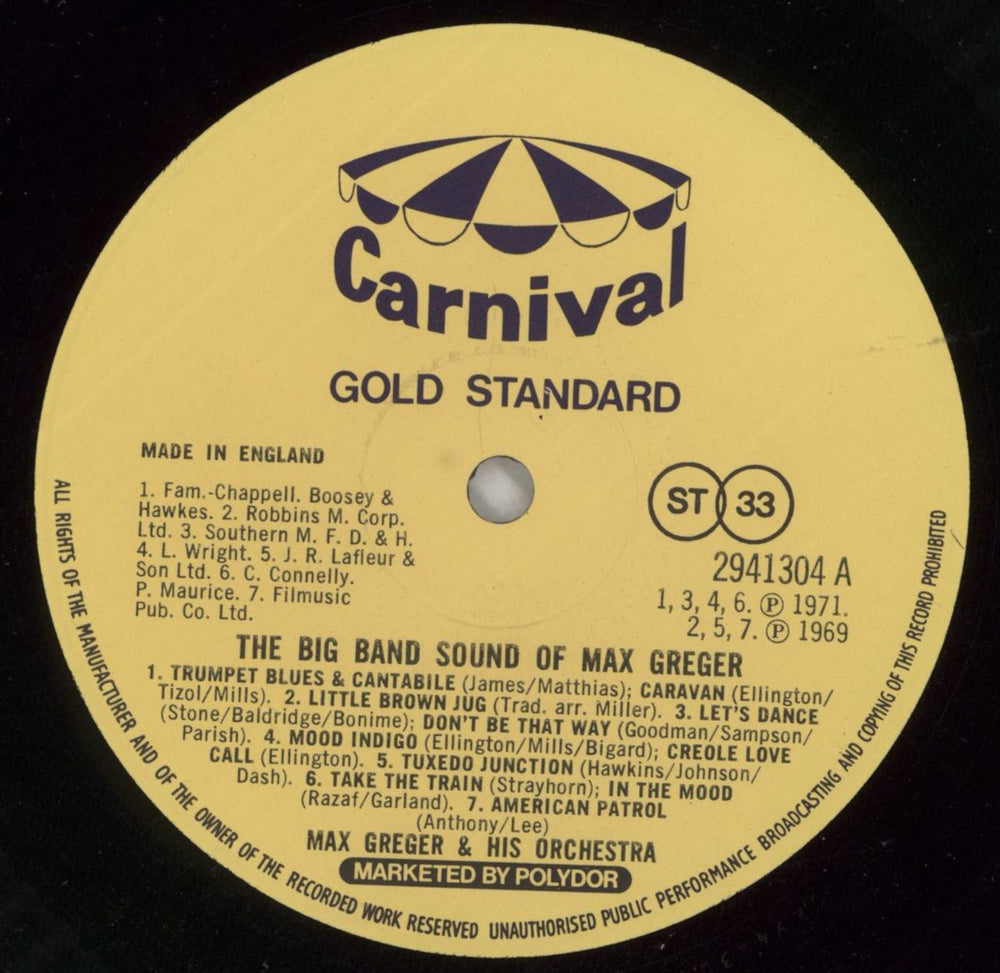 Carnival
GOLD STANDARD
MADE IN ENGLAND
1. Fam.-Chappell. Boosey &
Hawkes. 2. Robbins M. Corp.
Ltd. 3. Southern M. F. D. & H.
4. L. Wright. 5. J. R. Lafleur &
Son Ltd. 6. C. Connelly.
P. Maurice. 7. Filmusic
Pub. Co. Ltd.
ST 33
2941304 A
1, 3, 4, 6. ℗ 1971.
2, 5, 7. ℗ 1969
THE BIG BAND SOUND OF MAX GREGER
1. TRUMPET BLUES & CANTABILE (James/Matthias); CARAVAN (Ellington/
Tizol/Mills). 2. LITTLE BROWN JUG (Trad. arr. Miller). 3. LET'S DANCE
(Stone/Baldridge/Bonime); DON'T BE THAT WAY (Goodman/Sampson/
Parish). 4. MOOD INDIGO (Ellington/Mills/Bigard); CREOLE LOVE
CALL (Ellington). 5. TUXEDO JUNCTION (Hawkins/Johnson/
Dash). 6. TAKE THE TRAIN (Strayhorn); IN THE MOOD
(Razaf/Garland). 7. AMERICAN PATROL
(Anthony/Lee)
MAX GREGER & HIS ORCHESTRA
MARKETED BY POLYDOR
ALL RIGHTS OF THE MANUFACTURER AND OF THE OWNER OF THE RECORDED WORK RESERVED UNAUTHORISED PUBLIC PERFORMANCE BROADCASTING AND COPYING OF THIS RECORD PROHIBITED